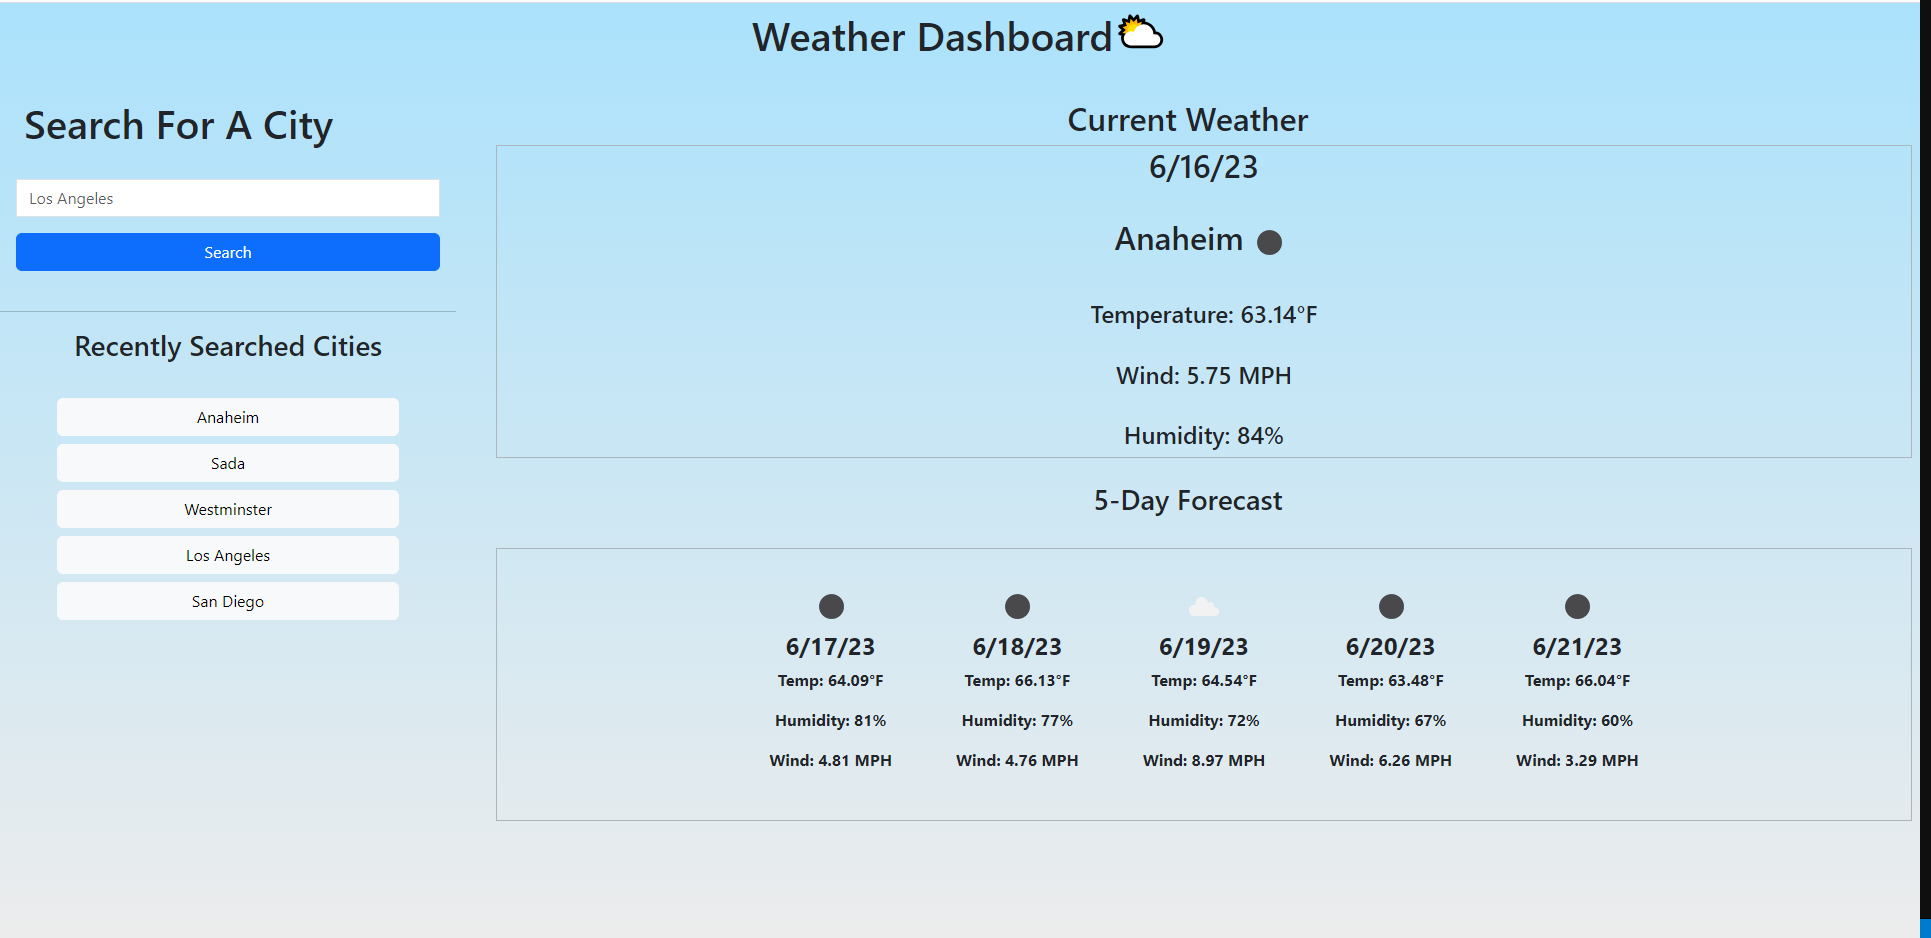 Weather Dashboard
Search For A City
Los Angeles
Search
Recently Searched Cities
Anaheim
Sada
Westminster
Los Angeles
San Diego
Current Weather
6/16/23
Anaheim
Temperature: 63.14°F
Wind: 5.75 MPH
Humidity: 84%
5-Day Forecast
6/17/23 6/18/23 6/19/23 6/20/23 6/21/23
Temp: 64.09°F Temp: 66.13°F Temp: 64.54°F Temp: 63.48°F Temp: 66.04°F
Humidity: 81% Humidity: 77% Humidity: 72% Humidity: 67% Humidity: 60%
Wind: 4.81 MPH Wind: 4.76 MPH Wind: 8.97 MPH Wind: 6.26 MPH Wind: 3.29 MPH